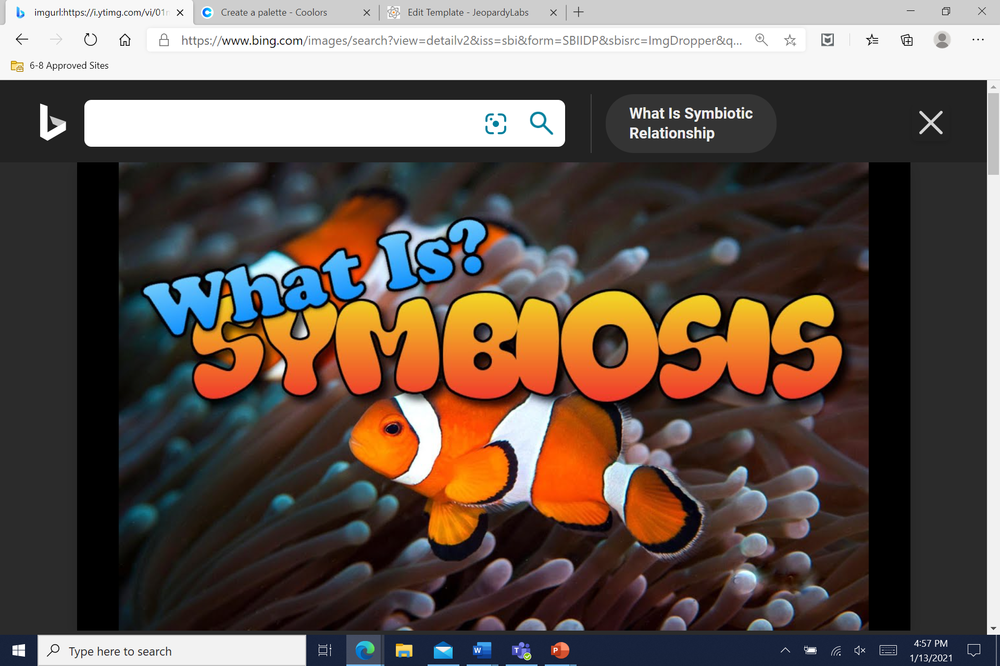 imgurl:https://i.ytimg.com/vi/01r
Create a palette - Coolors
Edit Template - JeopardyLabs
https://www.bing.com/images/search?view=detailv2&iss=sbi&form=SBIIDP&sbisrc=ImgDropper&q...
6-8 Approved Sites
What Is Symbiotic
Relationship
What Is?
SYMBIOSIS
Type here to search
4:57 PM
1/13/2021